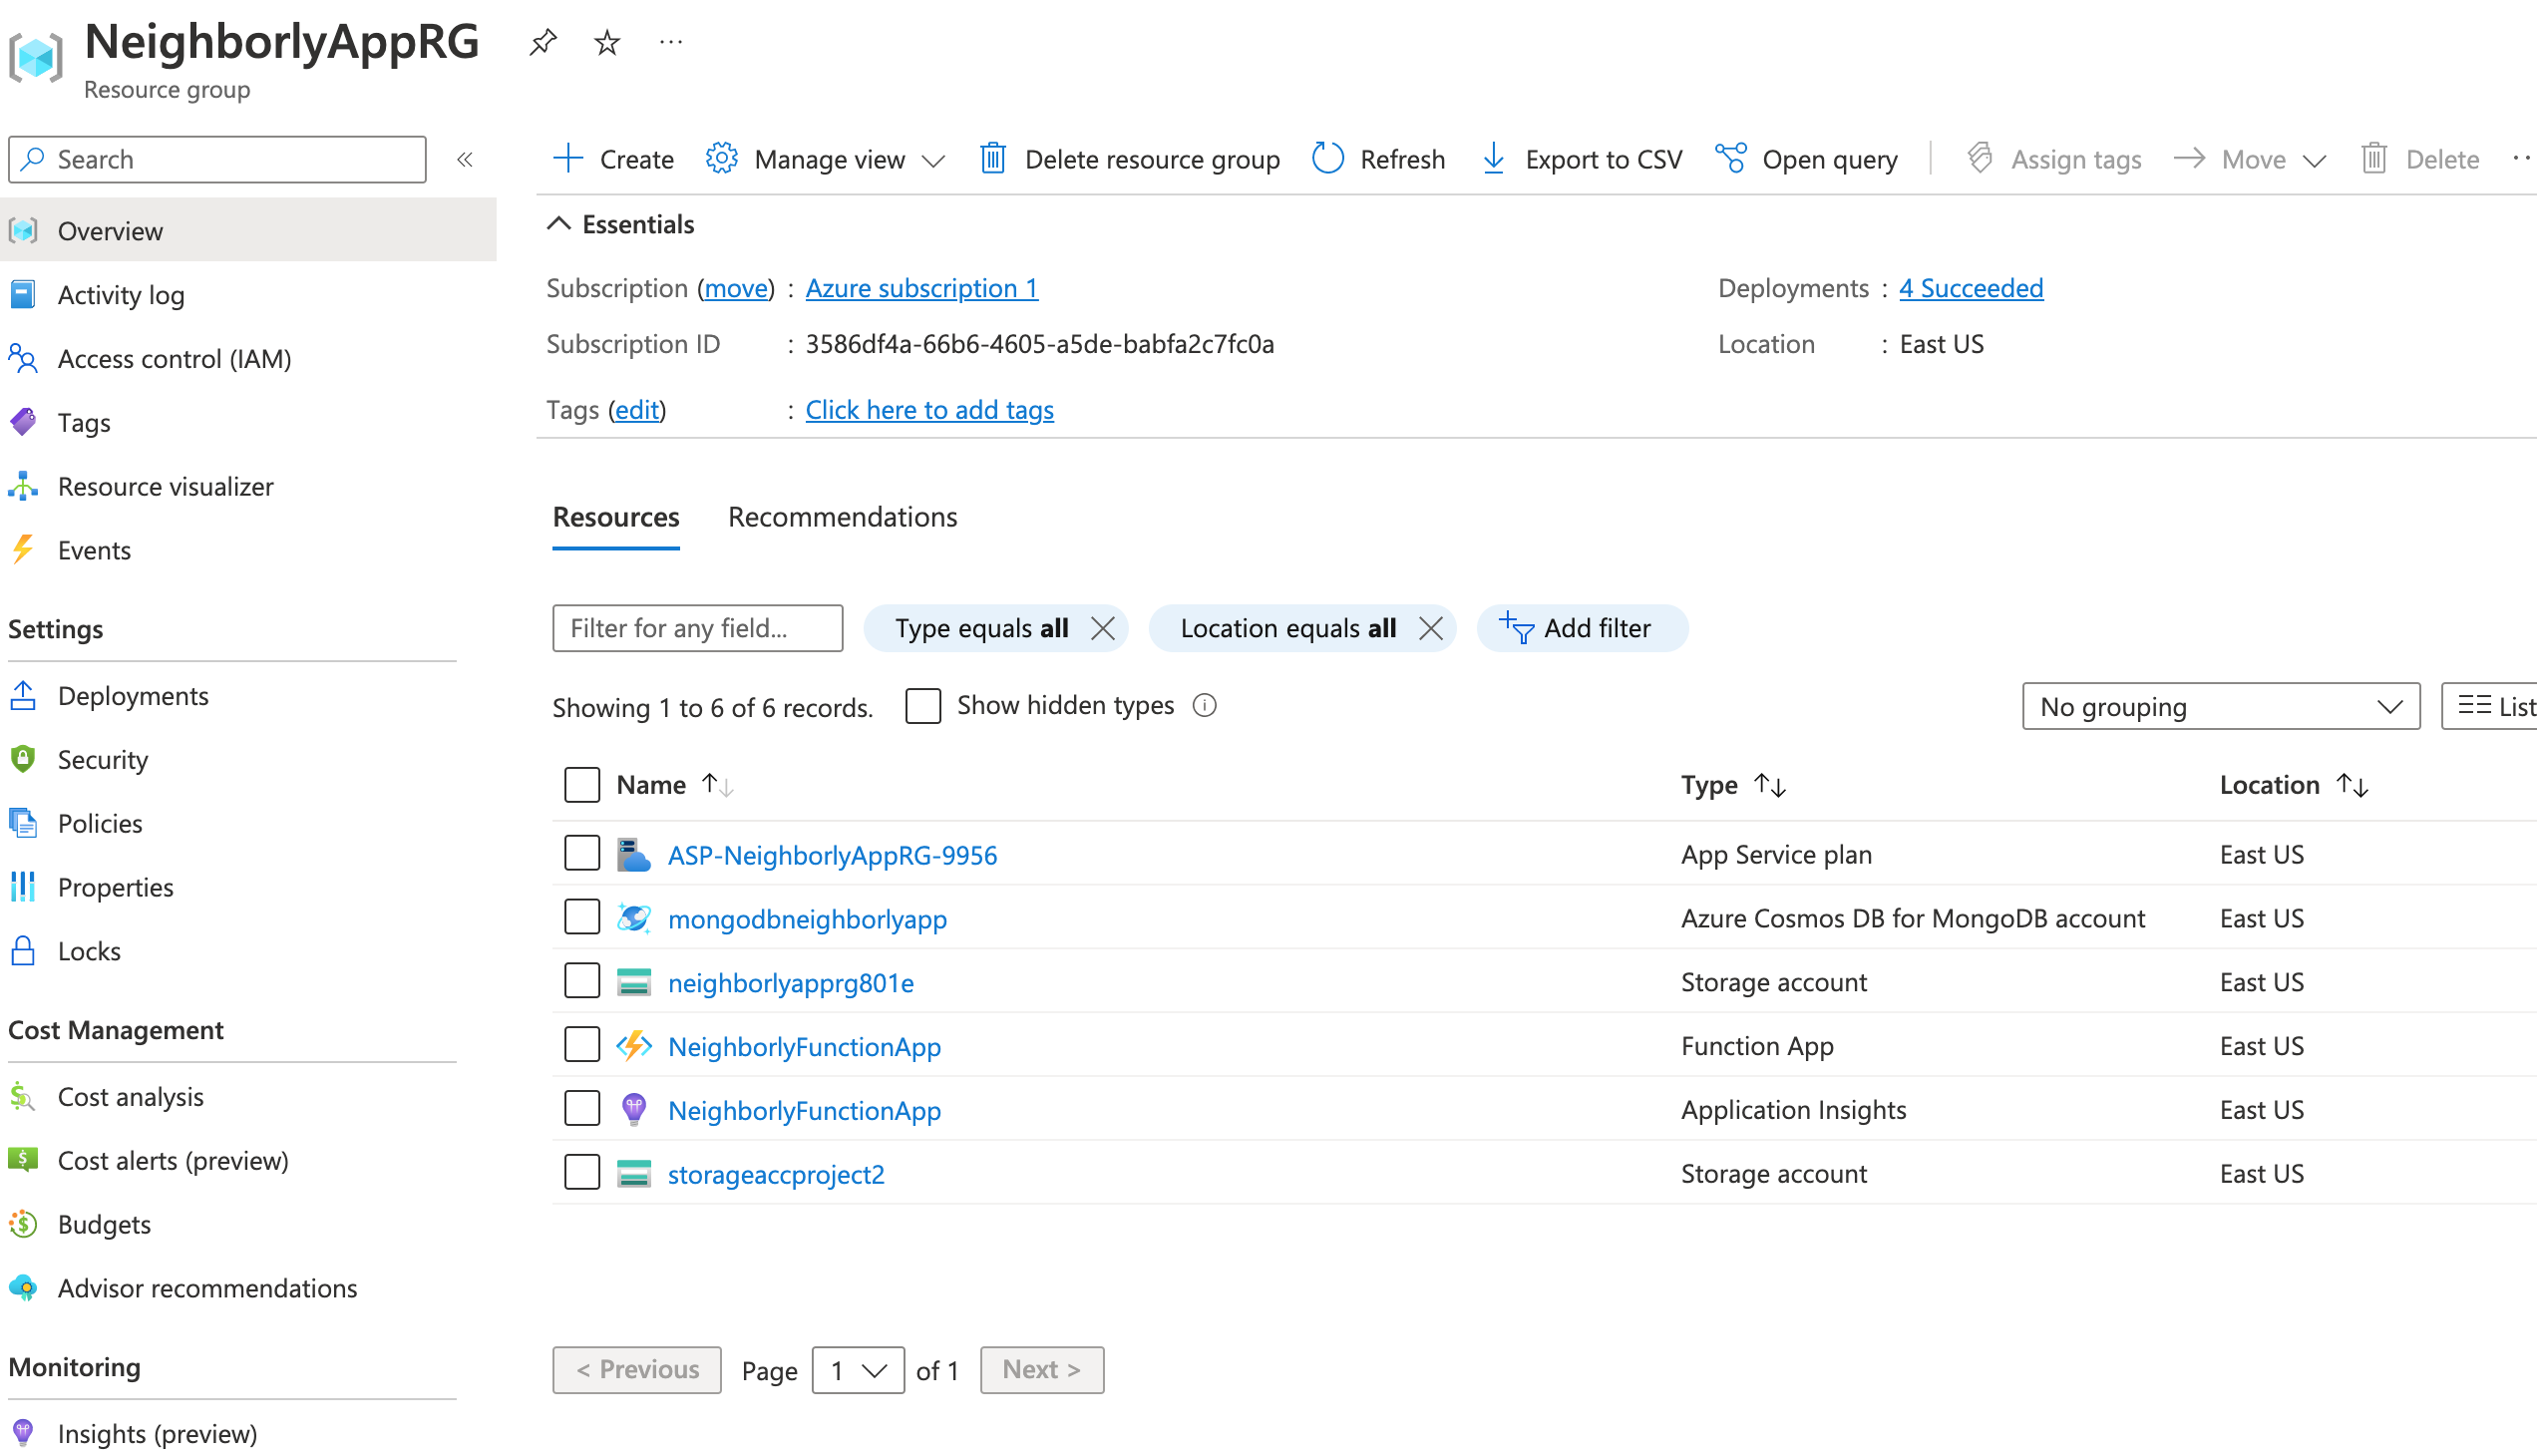 NeighborlyAppRG
Resource group
Search
«
Overview
Activity log
Access control (IAM)
Tags
Resource visualizer
Events
Settings
Deployments
Security
Policies
Properties
Locks
Cost Management
Cost analysis
Cost alerts (preview)
Budgets
Advisor recommendations
Monitoring
Insights (preview)
Create Manage view Delete resource group Refresh Export to CSV Open query Assign tags Move Delete
Essentials
Subscription (move) : Azure subscription 1 Deployments : 4 Succeeded
Subscription ID : 3586df4a-66b6-4605-a5de-babfa2c7fc0a Location : East US
Tags (edit) : Click here to add tags
Resources Recommendations
Filter for any field... Type equals all Location equals all Add filter
Showing 1 to 6 of 6 records. Show hidden types No grouping List
Name Type Location
ASP-NeighborlyAppRG-9956 App Service plan East US
mongodbneighborlyapp Azure Cosmos DB for MongoDB account East US
neighborlyapprg801e Storage account East US
NeighborlyFunctionApp Function App East US
NeighborlyFunctionApp Application Insights East US
storageaccproject2 Storage account East US
< Previous Page 1 of 1 Next >